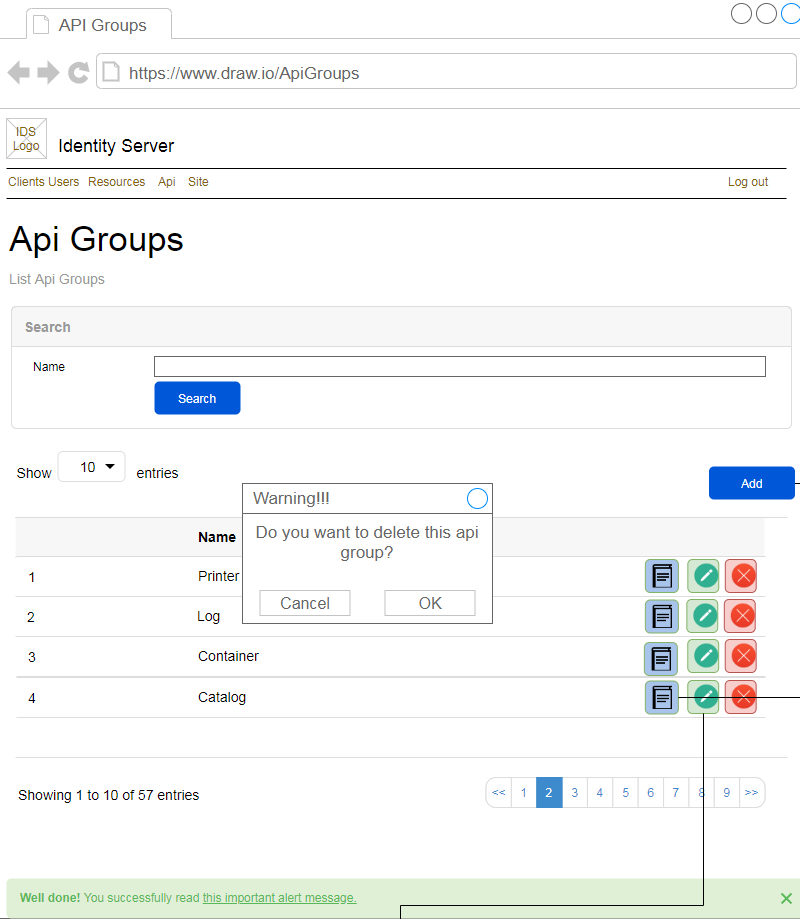 API Groups
https://www.draw.io/ApiGroups
IDS
Logo
Identity Server
Clients Users Resources Api Site Log out
Api Groups
List Api Groups
Search
Name
Search
Show 10 entries
Add
Warning!!!
Do you want to delete this api
group?
Cancel OK
Name
1 Printer
2 Log
3 Container
4 Catalog
Showing 1 to 10 of 57 entries
<< 1 2 3 4 5 6 7 8 9 >>
Well done! You successfully read this important alert message.